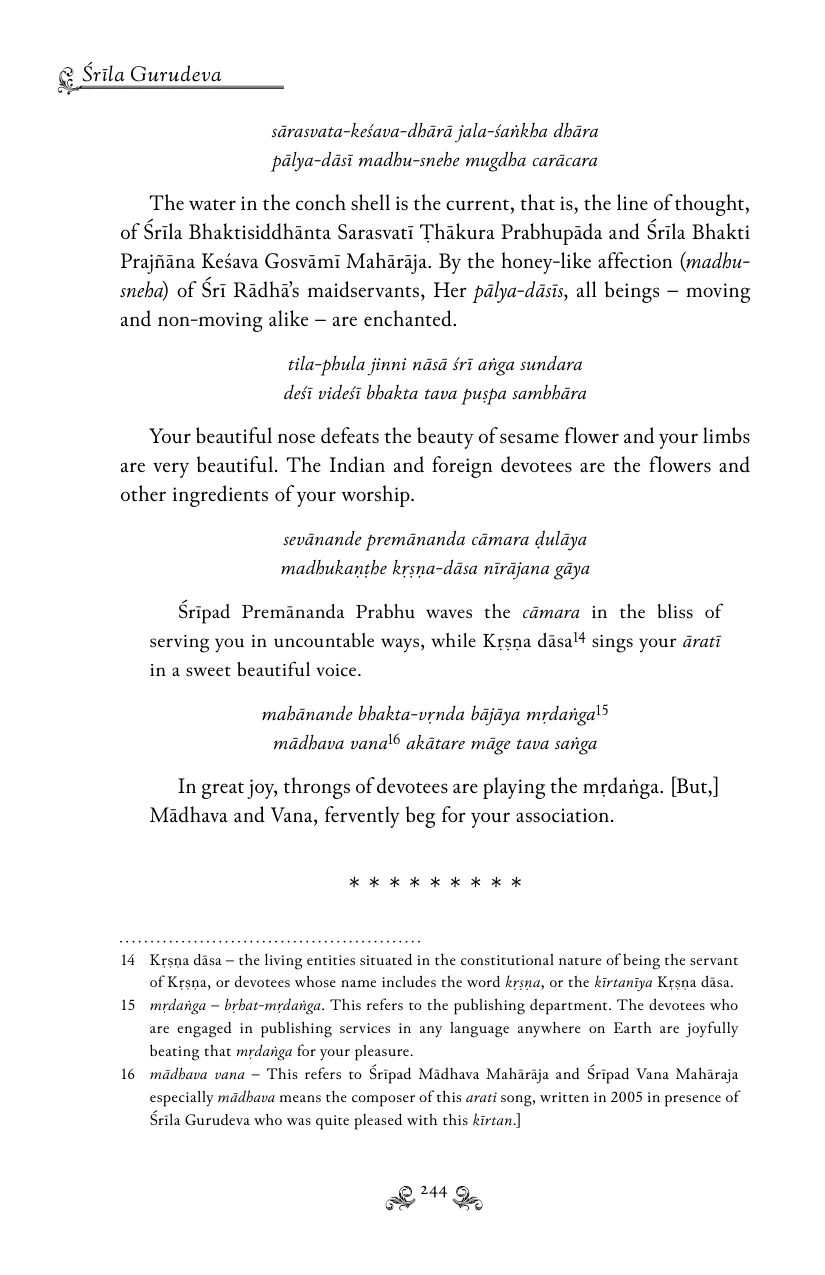 Śrīla Gurudeva
sārasvata-keśava-dhārā jala-śaṅkha dhāra
pālya-dāsī madhu-snehe mugdha carācara
The water in the conch shell is the current, that is, the line of thought,
of Śrīla Bhaktisiddhānta Sarasvatī Ṭhākura Prabhupāda and Śrīla Bhakti
Prajñāna Keśava Gosvāmī Mahārāja. By the honey-like affection (madhu-
sneha) of Śrī Rādhā’s maidservants, Her pālya-dāsīs, all beings – moving
and non-moving alike – are enchanted.
tila-phula jinni nāsā śrī aṅga sundara
deśī videśī bhakta tava puṣpa sambhāra
Your beautiful nose defeats the beauty of sesame flower and your limbs
are very beautiful. The Indian and foreign devotees are the flowers and
other ingredients of your worship.
sevānande premānanda cāmara ḍulāya
madhukaṇṭhe kṛṣṇa-dāsa nīrājana gāya
Śrīpad Premānanda Prabhu waves the cāmara in the bliss of
serving you in uncountable ways, while Kṛṣṇa dāsa14 sings your āratī
in a sweet beautiful voice.
mahānande bhakta-vṛnda bājāya mṛdaṅga15
mādhava vana16 akātare māge tava saṅga
In great joy, throngs of devotees are playing the mṛdaṅga. [But,]
Mādhava and Vana, fervently beg for your association.
* * * * * * * * *
14 Kṛṣṇa dāsa – the living entities situated in the constitutional nature of being the servant
of Kṛṣṇa, or devotees whose name includes the word kṛṣṇa, or the kīrtanīya Kṛṣṇa dāsa.
15 mṛdaṅga – bṛhat-mṛdaṅga. This refers to the publishing department. The devotees who
are engaged in publishing services in any language anywhere on Earth are joyfully
beating that mṛdaṅga for your pleasure.
16 mādhava vana – This refers to Śrīpad Mādhava Mahārāja and Śrīpad Vana Mahāraja
especially mādhava means the composer of this arati song, written in 2005 in presence of
Śrīla Gurudeva who was quite pleased with this kīrtan.]
244